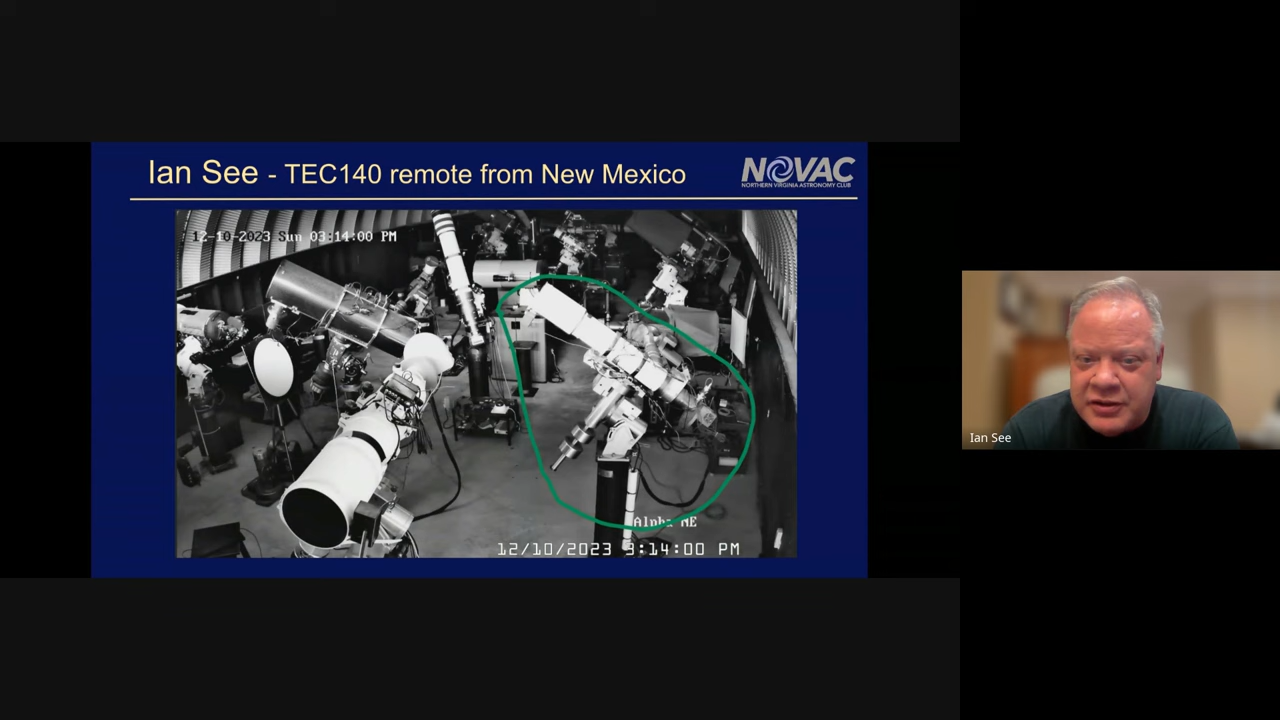 Ian See - TEC140 remote from New Mexico
NOVAC
NORTHERN VIRGINIA ASTRONOMY CLUB
12-10-2023 Sun 03:14:00 PM
Alpha NE
12/10/2023 3:14:00 PM
Ian See